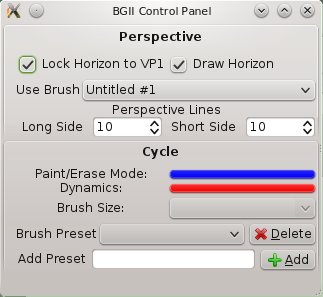 BGII Control Panel
Perspective
Lock Horizon to VP1 Draw Horizon
Use Brush Untitled #1
Perspective Lines
Long Side 10 Short Side 10
Cycle
Paint/Erase Mode:
Dynamics:
Brush Size:
Brush Preset Delete
Add Preset Add